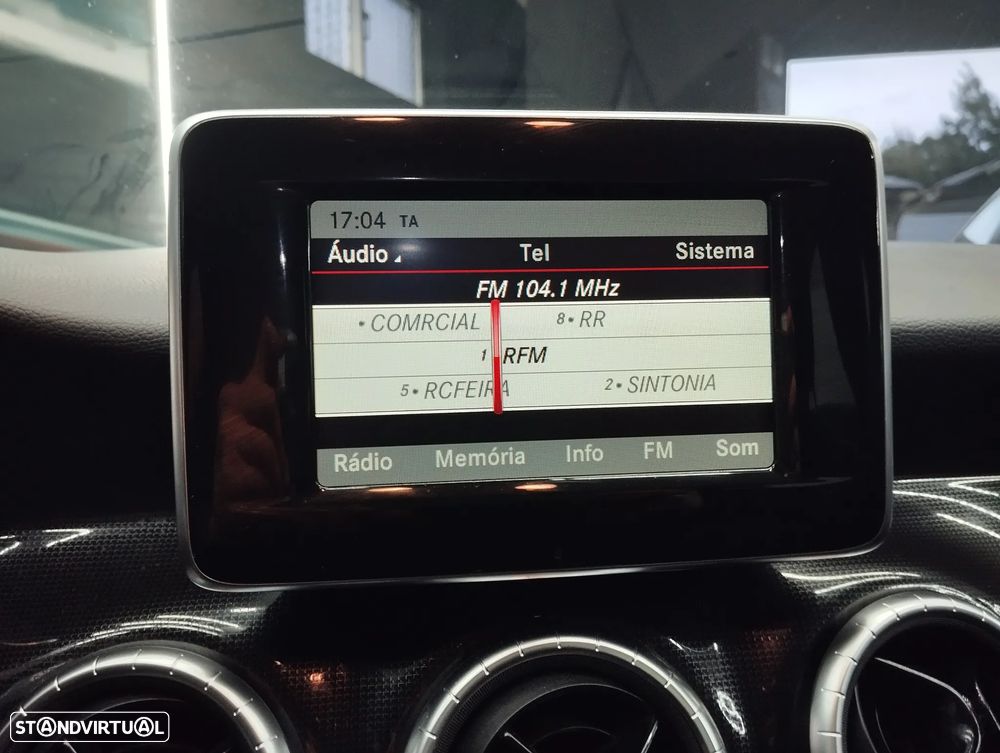 17:04 TA
Áudio Tel Sistema
FM 104.1 MHz
• COMRCIAL 8• RR
1 RFM
5• RCFEIRA 2• SINTONIA
Rádio Memória Info FM Som
STANDVIRTUAL